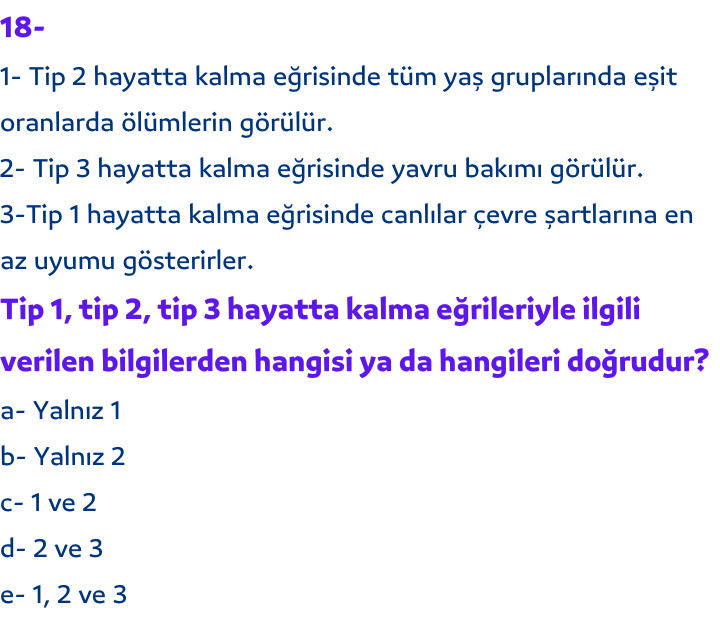 18-
1- Tip 2 hayatta kalma eğrisinde tüm yaş gruplarında eşit
oranlarda ölümlerin görülür.
2- Tip 3 hayatta kalma eğrisinde yavru bakımı görülür.
3-Tip 1 hayatta kalma eğrisinde canlılar çevre şartlarına en
az uyumu gösterirler.
Tip 1, tip 2, tip 3 hayatta kalma eğrileriyle ilgili
verilen bilgilerden hangisi ya da hangileri doğrudur?
a- Yalnız 1
b- Yalnız 2
c- 1 ve 2
d- 2 ve 3
e- 1, 2 ve 3